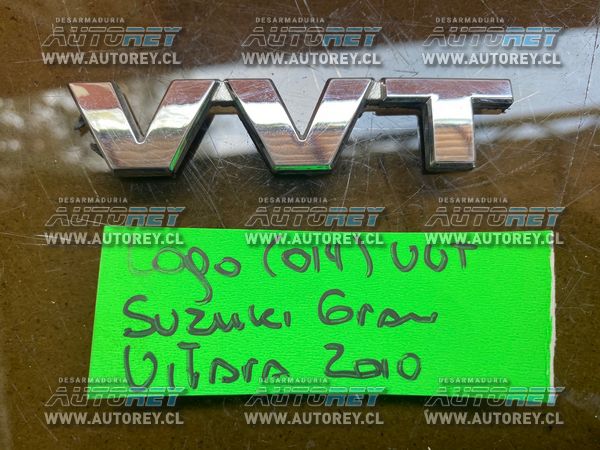 DESARMADURIA
AUTOREY
WWW.AUTOREY.CL
VVT
Logo (014) VVT
Suzuki Gran
Vitara 2010